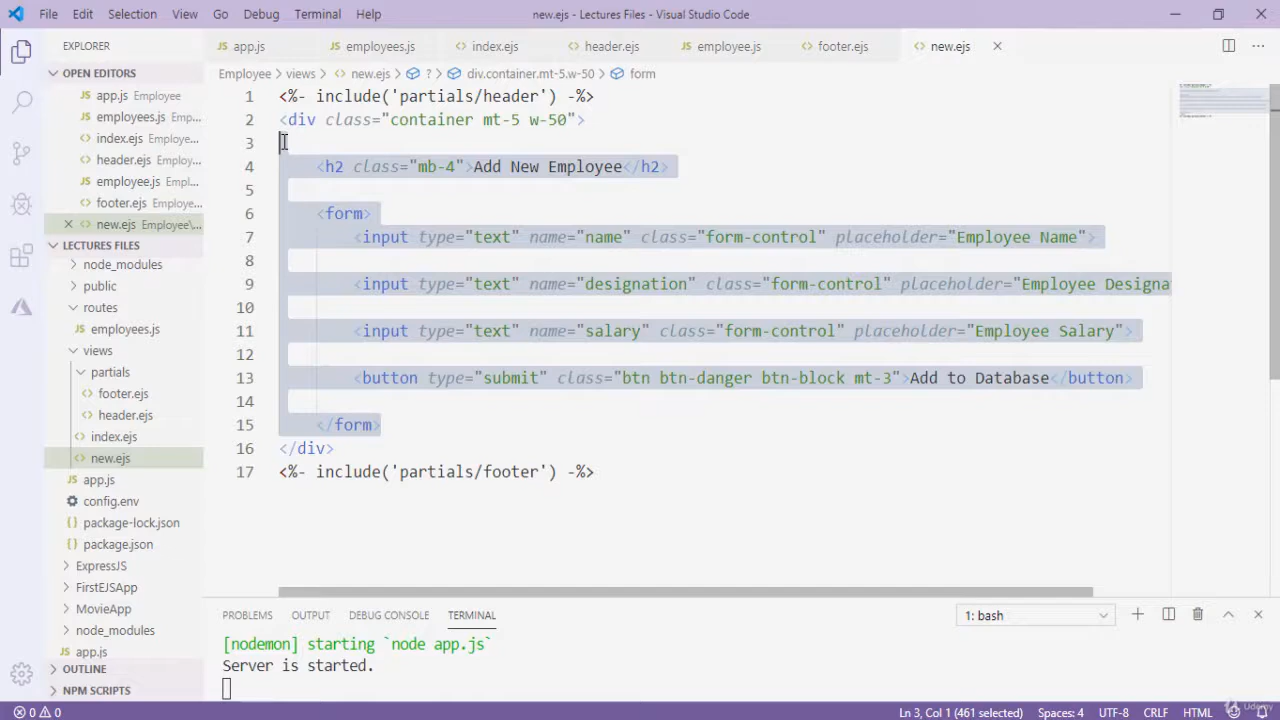 File Edit Selection View Go Debug Terminal Help new.ejs - Lectures Files - Visual Studio Code
EXPLORER
app.js employees.js index.ejs header.ejs employee.js footer.ejs new.ejs
OPEN EDITORS
app.js Employee
employees.js Employe...
index.ejs Employe...
header.ejs Employe...
employee.js Empl...
footer.ejs Employe...
new.ejs Employee\...
LECTURES FILES
node_modules
public
routes
employees.js
views
partials
footer.ejs
header.ejs
index.ejs
new.ejs
app.js
config.env
package-lock.json
package.json
ExpressJS
FirstEJSApp
MovieApp
node_modules
app.js
OUTLINE
NPM SCRIPTS
Employee views new.ejs ? div.container.mt-5.w-50 form
1 <%- include('partials/header') -%>
2 <div class="container mt-5 w-50">
3
4 <h2 class="mb-4">Add New Employee</h2>
5
6 <form>
7 <input type="text" name="name" class="form-control" placeholder="Employee Name">
8
9 <input type="text" name="designation" class="form-control" placeholder="Employee Designa
10
11 <input type="text" name="salary" class="form-control" placeholder="Employee Salary">
12
13 <button type="submit" class="btn btn-danger btn-block mt-3">Add to Database</button>
14
15 </form>
16 </div>
17 <%- include('partials/footer') -%>
PROBLEMS OUTPUT DEBUG CONSOLE TERMINAL 1: bash
[nodemon] starting `node app.js`
Server is started.
0 0 Ln 3, Col 1 (461 selected) Spaces: 4 UTF-8 CRLF HTML
Udemy